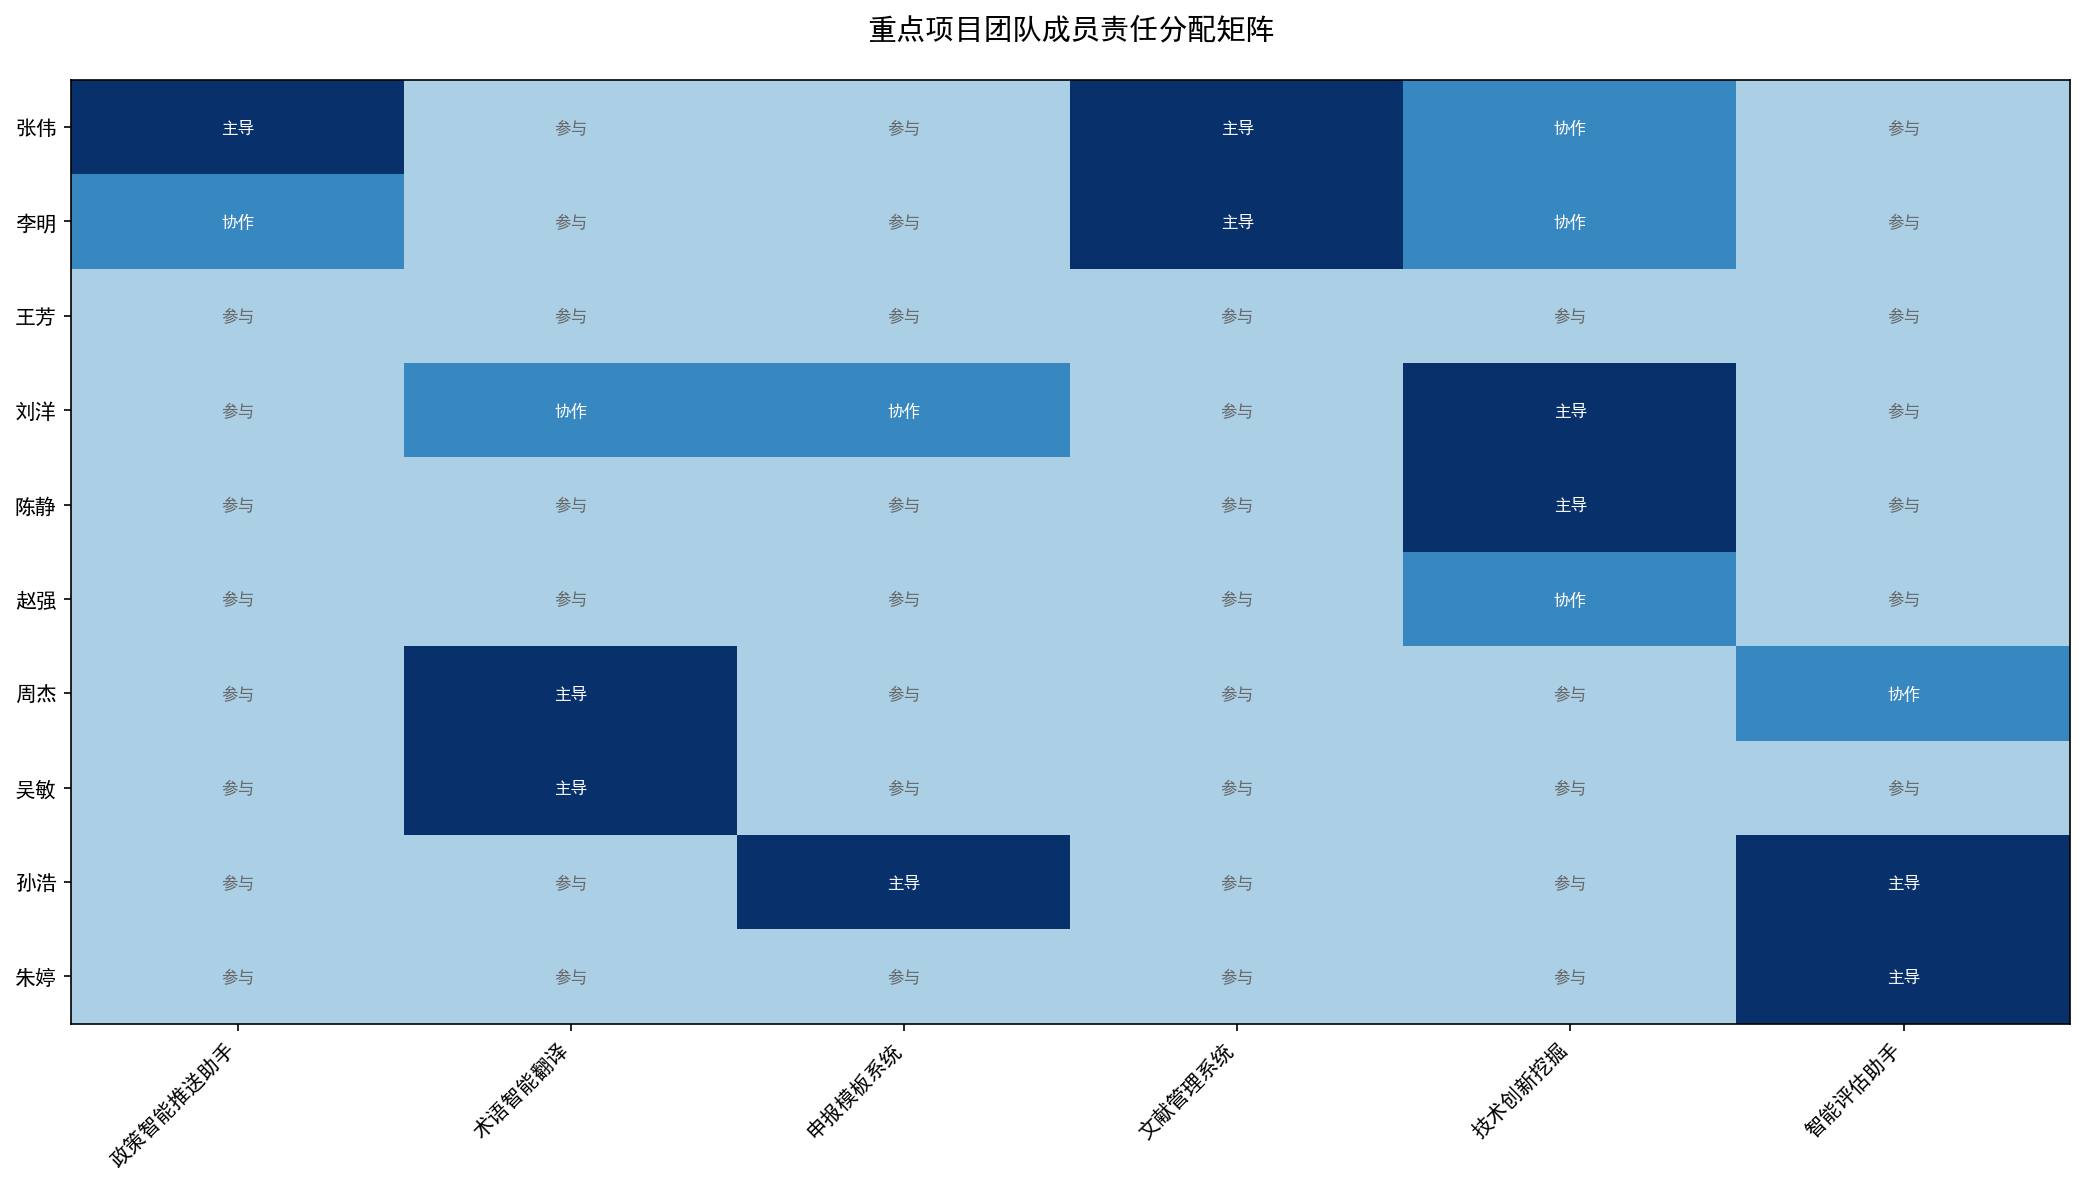 重点项目团队成员责任分配矩阵
张伟 主导 参与 参与 主导 协作 参与
李明 协作 参与 参与 主导 协作 参与
王芳 参与 参与 参与 参与 参与 参与
刘洋 参与 协作 协作 参与 主导 参与
陈静 参与 参与 参与 参与 主导 参与
赵强 参与 参与 参与 参与 协作 参与
周杰 参与 主导 参与 参与 参与 协作
吴敏 参与 主导 参与 参与 参与 参与
孙浩 参与 参与 主导 参与 参与 主导
朱婷 参与 参与 参与 参与 参与 主导
政策智能推送助手 术语智能翻译 申报模板系统 文献管理系统 技术创新挖掘 智能评估助手